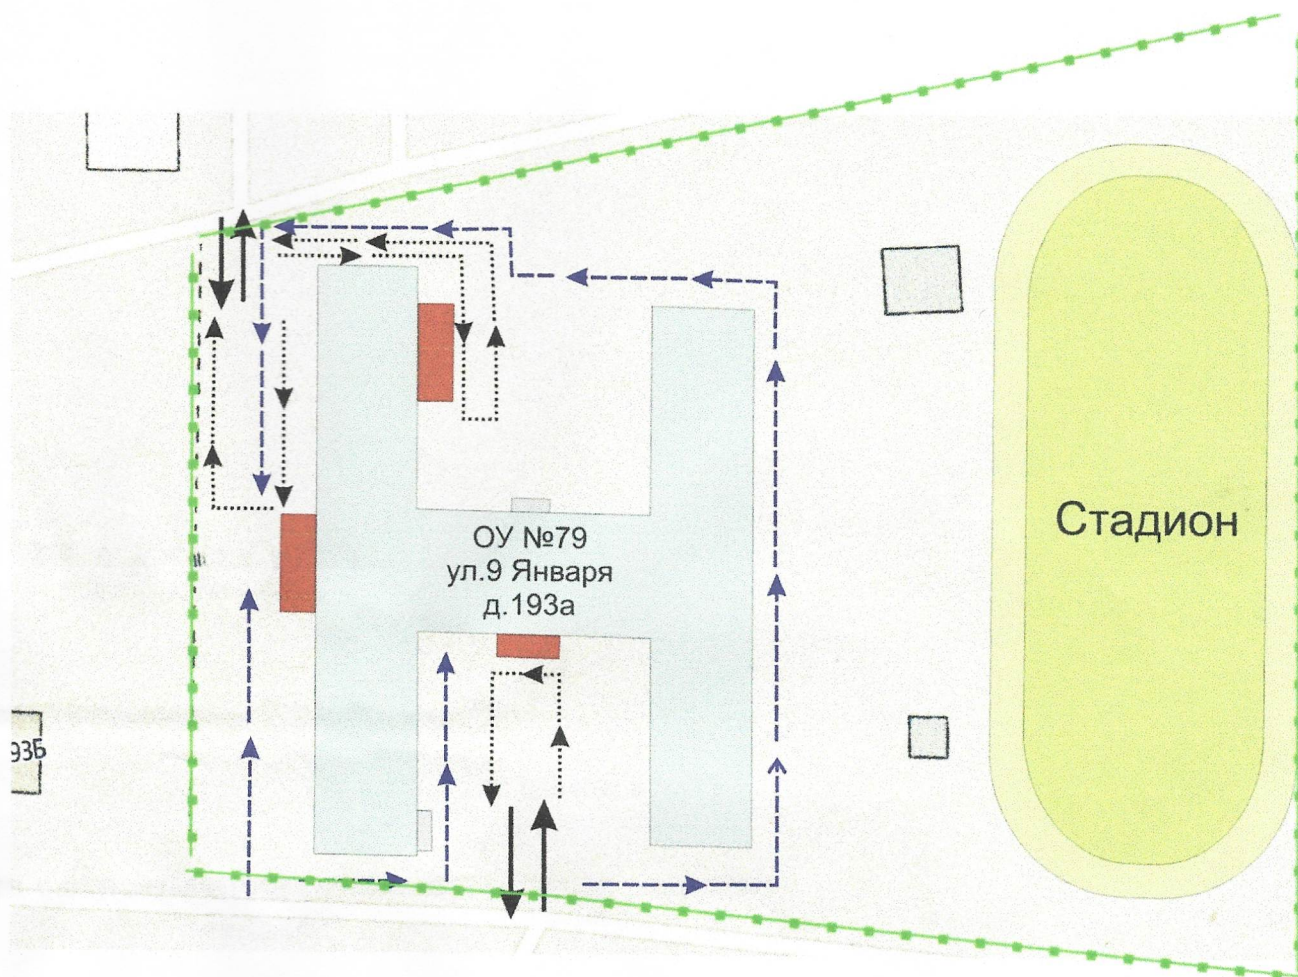 ОУ №79
ул.9 Января
д.193а
Стадион
93Б